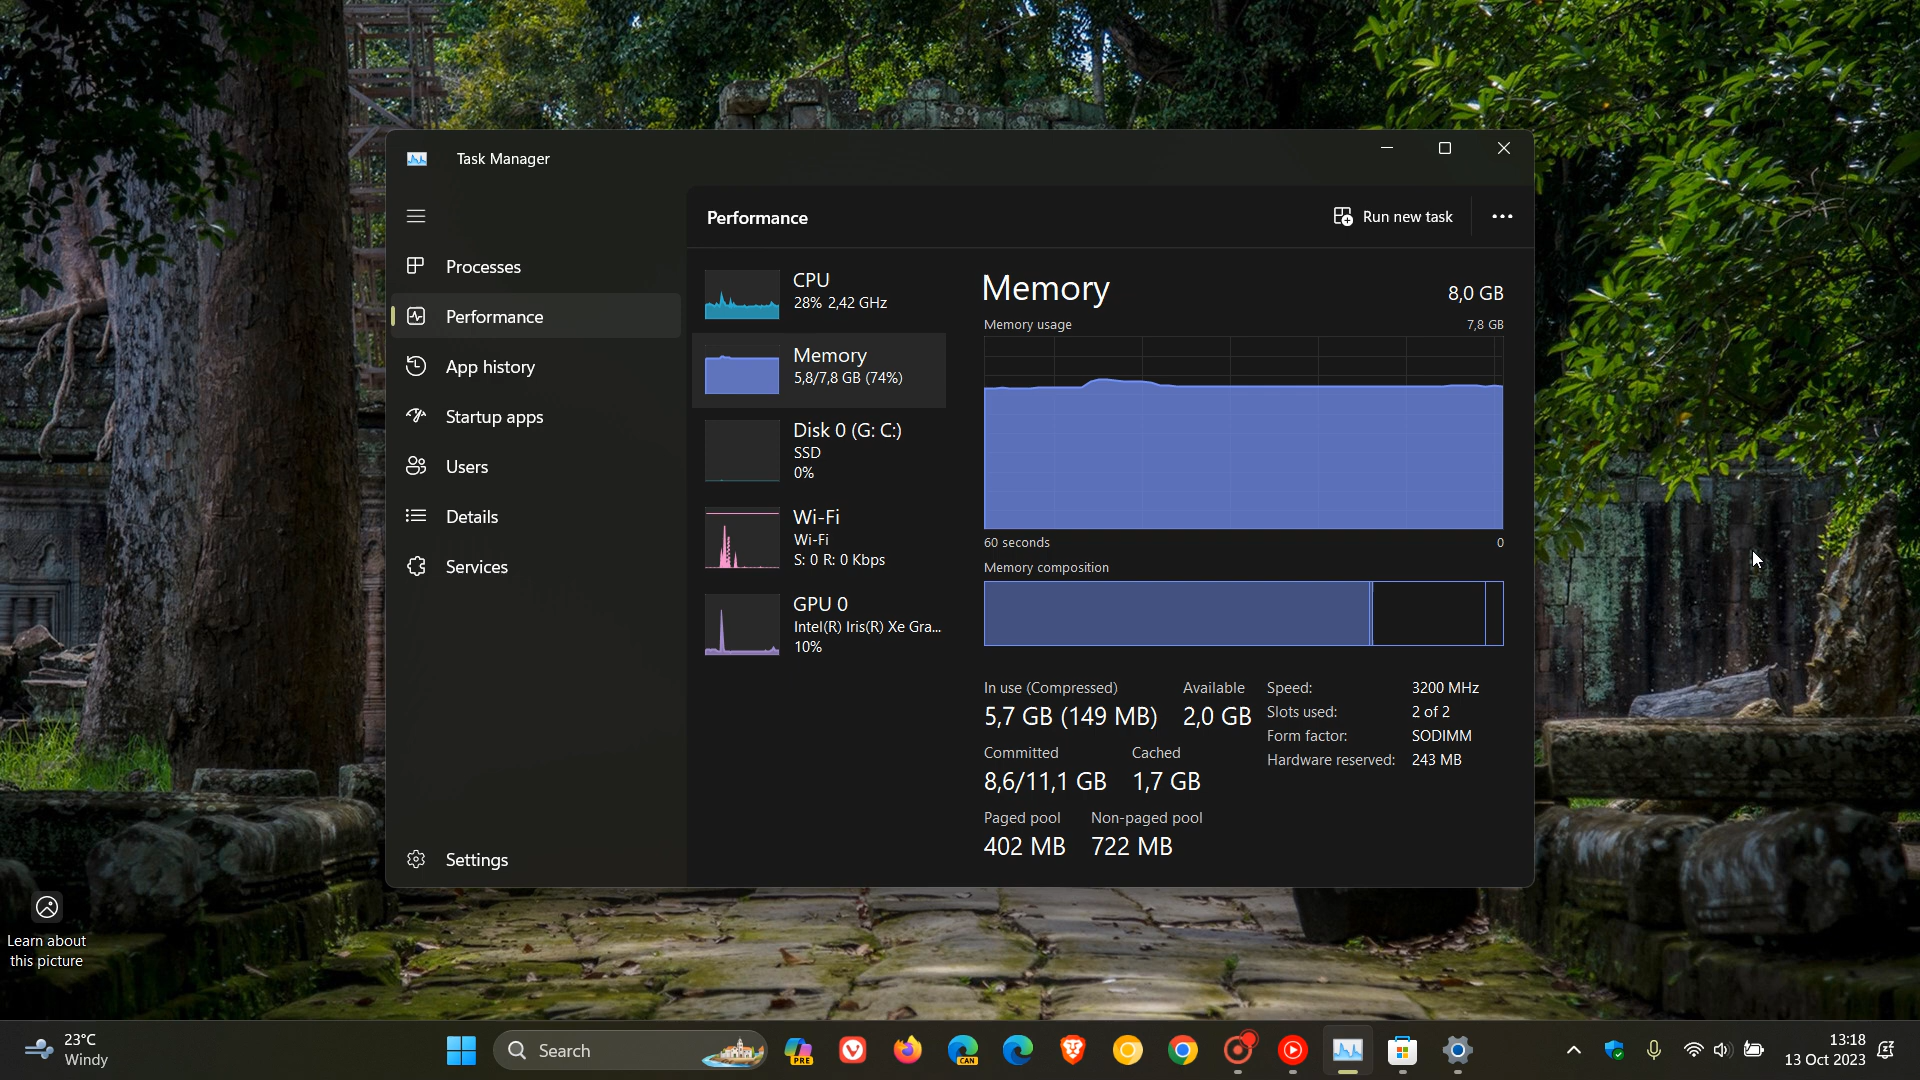 Task Manager
Processes
Performance
App history
Startup apps
Users
Details
Services
Settings
Performance
Run new task
CPU
28% 2,42 GHz
Memory
5,8/7,8 GB (74%)
Disk 0 (G: C:)
SSD
0%
Wi-Fi
Wi-Fi
S: 0 R: 0 Kbps
GPU 0
Intel(R) Iris(R) Xe Gra...
10%
Memory
8,0 GB
Memory usage
7,8 GB
60 seconds
0
Memory composition
In use (Compressed)
5,7 GB (149 MB)
Available
2,0 GB
Committed
8,6/11,1 GB
Cached
1,7 GB
Paged pool
402 MB
Non-paged pool
722 MB
Speed: 3200 MHz
Slots used: 2 of 2
Form factor: SODIMM
Hardware reserved: 243 MB
Learn about
this picture
23°C
Windy
Search
PRE
CAN
13:18
13 Oct 2023